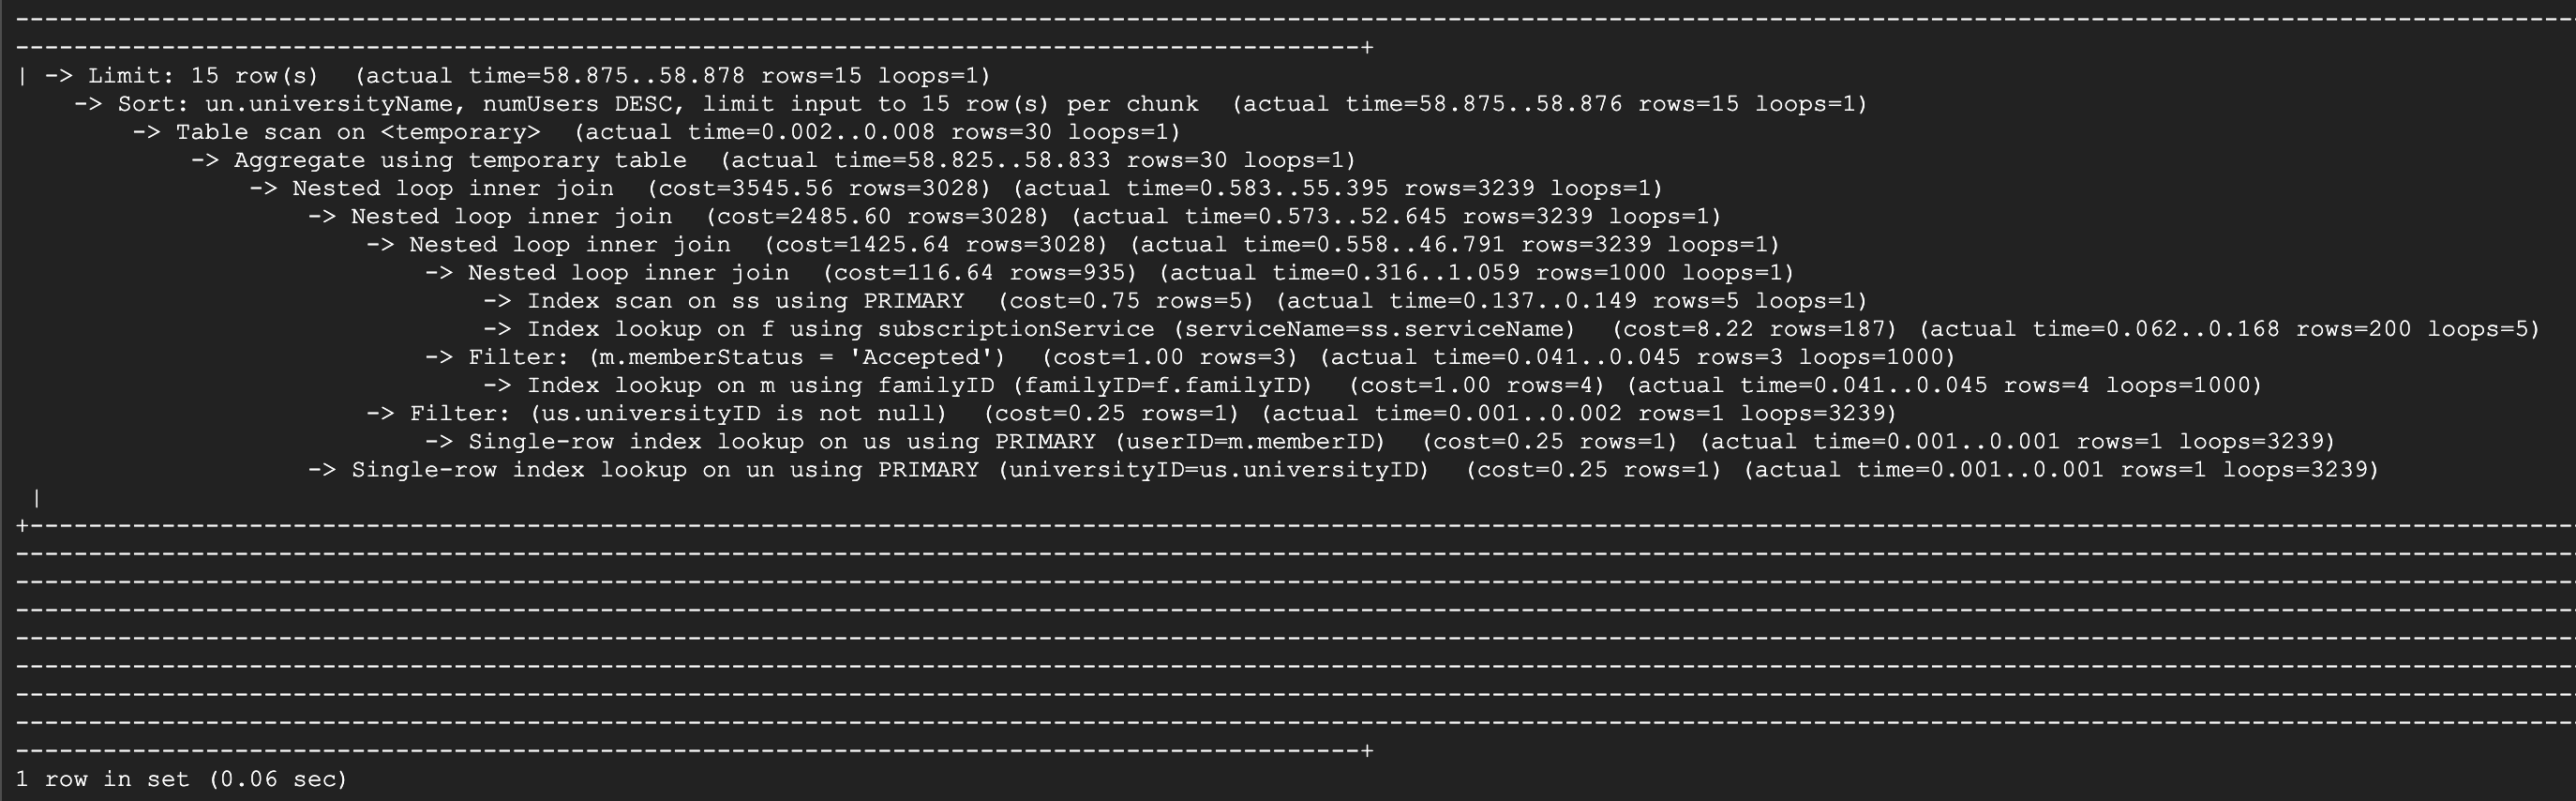 --------------------------------------------------------------------------------------------------------------------------------------------------------------------------------
--------------------------------------------------------------------------------------------+
| -> Limit: 15 row(s)  (actual time=58.875..58.878 rows=15 loops=1)
    -> Sort: un.universityName, numUsers DESC, limit input to 15 row(s) per chunk  (actual time=58.875..58.876 rows=15 loops=1)
        -> Table scan on <temporary>  (actual time=0.002..0.008 rows=30 loops=1)
            -> Aggregate using temporary table  (actual time=58.825..58.833 rows=30 loops=1)
                -> Nested loop inner join  (cost=3545.56 rows=3028) (actual time=0.583..55.395 rows=3239 loops=1)
                    -> Nested loop inner join  (cost=2485.60 rows=3028) (actual time=0.573..52.645 rows=3239 loops=1)
                        -> Nested loop inner join  (cost=1425.64 rows=3028) (actual time=0.558..46.791 rows=3239 loops=1)
                            -> Nested loop inner join  (cost=116.64 rows=935) (actual time=0.316..1.059 rows=1000 loops=1)
                                -> Index scan on ss using PRIMARY  (cost=0.75 rows=5) (actual time=0.137..0.149 rows=5 loops=1)
                                -> Index lookup on f using subscriptionService (serviceName=ss.serviceName)  (cost=8.22 rows=187) (actual time=0.062..0.168 rows=200 loops=5)
                            -> Filter: (m.memberStatus = 'Accepted')  (cost=1.00 rows=3) (actual time=0.041..0.045 rows=3 loops=1000)
                                -> Index lookup on m using familyID (familyID=f.familyID)  (cost=1.00 rows=4) (actual time=0.041..0.045 rows=4 loops=1000)
                        -> Filter: (us.universityID is not null)  (cost=0.25 rows=1) (actual time=0.001..0.002 rows=1 loops=3239)
                            -> Single-row index lookup on us using PRIMARY (userID=m.memberID)  (cost=0.25 rows=1) (actual time=0.001..0.001 rows=1 loops=3239)
                    -> Single-row index lookup on un using PRIMARY (universityID=us.universityID)  (cost=0.25 rows=1) (actual time=0.001..0.001 rows=1 loops=3239)
 |
+-------------------------------------------------------------------------------------------------------------------------------------------------------------------------------
--------------------------------------------------------------------------------------------------------------------------------------------------------------------------------
--------------------------------------------------------------------------------------------------------------------------------------------------------------------------------
--------------------------------------------------------------------------------------------------------------------------------------------------------------------------------
--------------------------------------------------------------------------------------------------------------------------------------------------------------------------------
--------------------------------------------------------------------------------------------------------------------------------------------------------------------------------
--------------------------------------------------------------------------------------------------------------------------------------------------------------------------------
--------------------------------------------------------------------------------------------------------------------------------------------------------------------------------
--------------------------------------------------------------------------------------------+
1 row in set (0.06 sec)